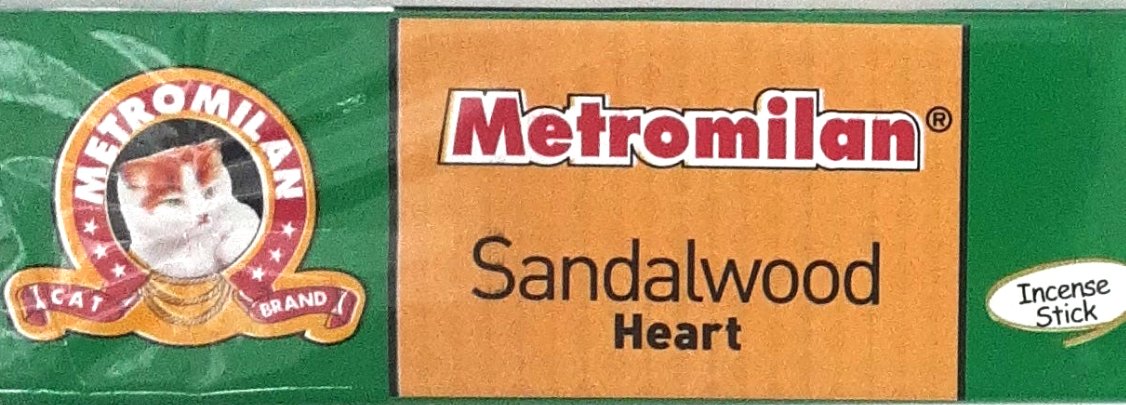 METROMILAN
CAT BRAND
Metromilan®
Sandalwood
Heart
Incense
Stick